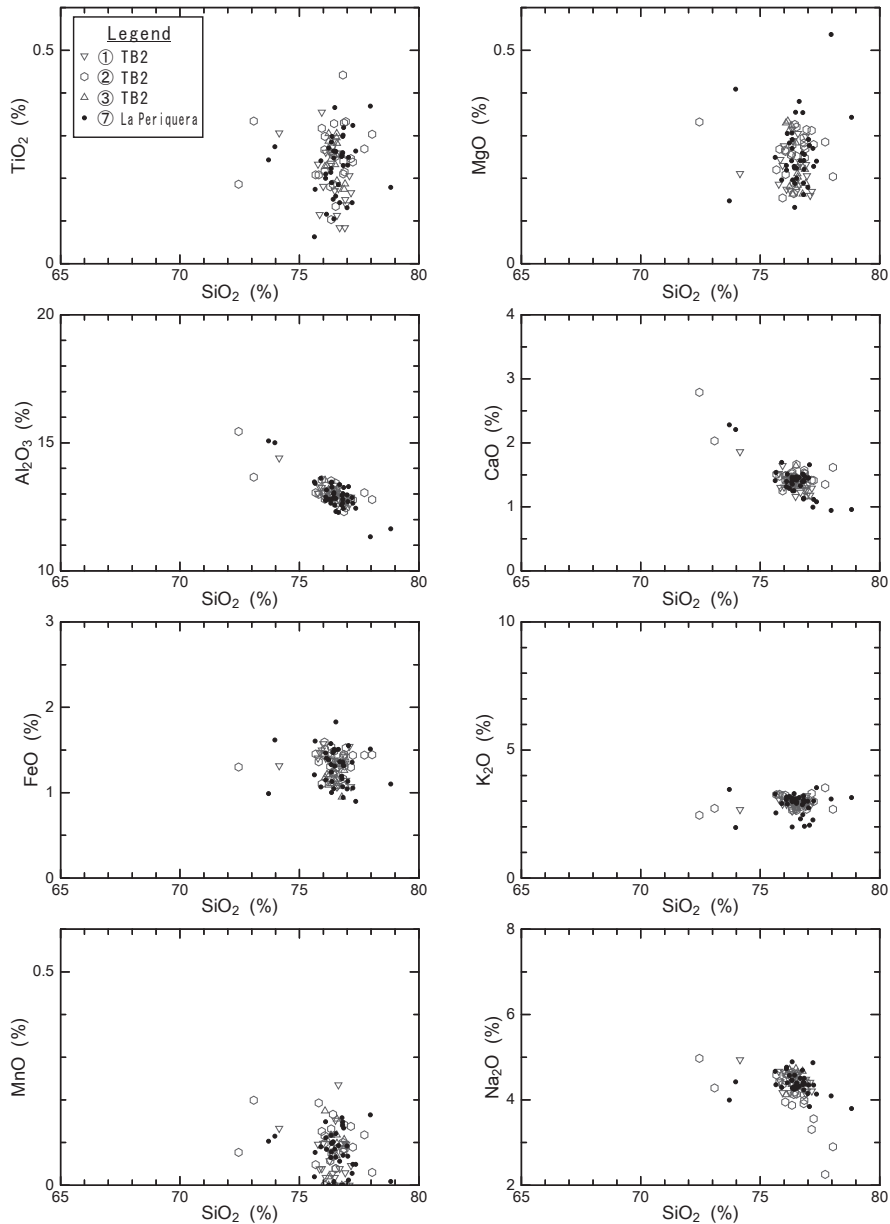 Legend
① TB2
② TB2
③ TB2
⑦ La Periquera
TiO₂ (%)
0.5
0
65 70 75 80
SiO₂ (%)
MgO (%)
0.5
0
65 70 75 80
SiO₂ (%)
Al₂O₃ (%)
20
15
10
65 70 75 80
SiO₂ (%)
CaO (%)
4
3
2
1
0
65 70 75 80
SiO₂ (%)
FeO (%)
3
2
1
0
65 70 75 80
SiO₂ (%)
K₂O (%)
10
5
0
65 70 75 80
SiO₂ (%)
MnO (%)
0.5
0
65 70 75 80
SiO₂ (%)
Na₂O (%)
8
6
4
2
65 70 75 80
SiO₂ (%)